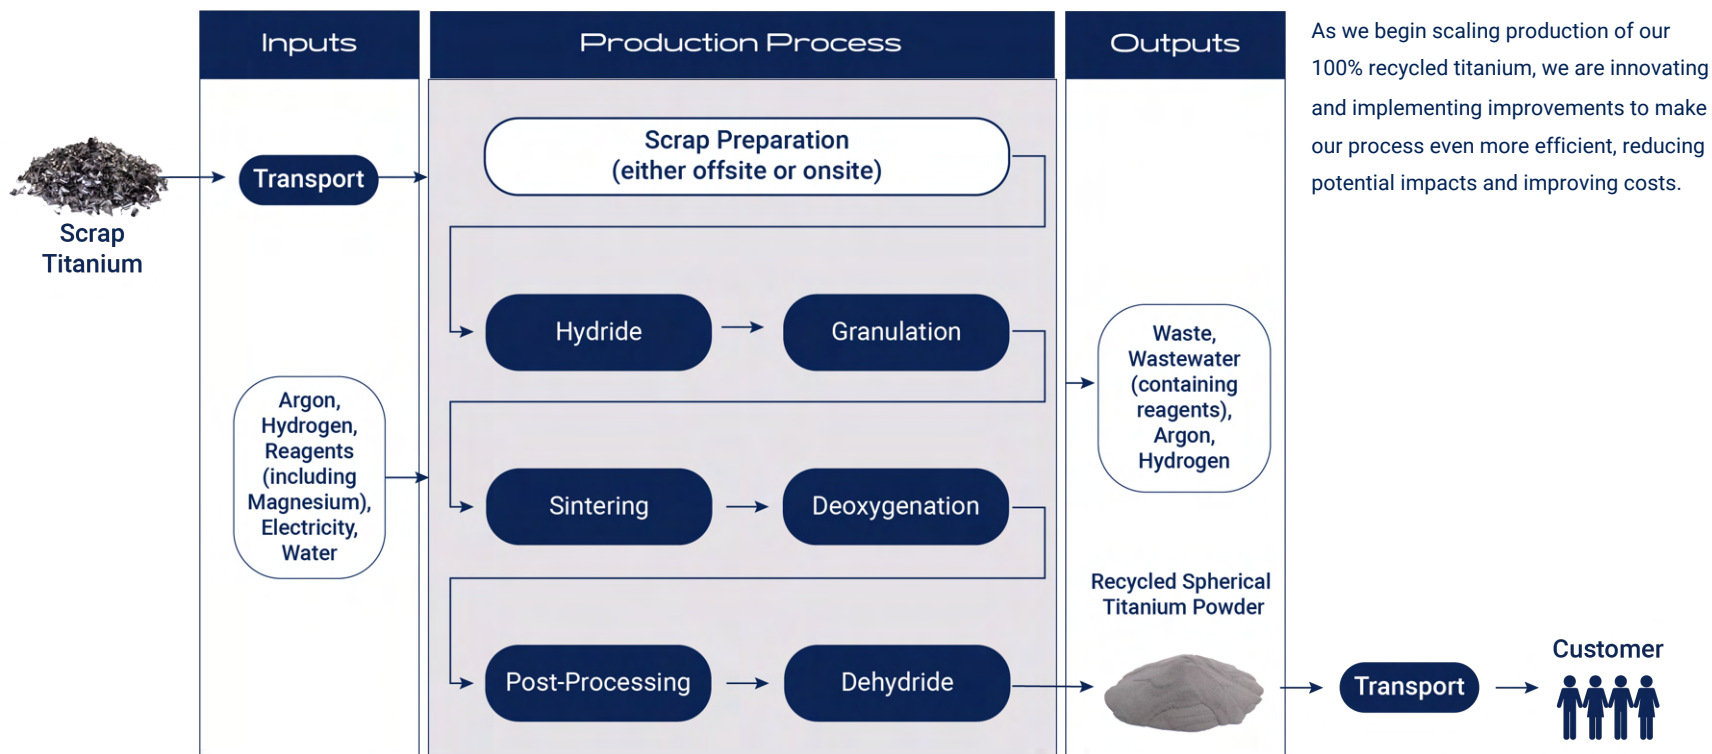 Inputs
Production Process
Outputs
As we begin scaling production of our
100% recycled titanium, we are innovating
and implementing improvements to make
our process even more efficient, reducing
potential impacts and improving costs.
Scrap
Titanium
Transport
Scrap Preparation
(either offsite or onsite)
Hydride
Granulation
Argon,
Hydrogen,
Reagents
(including
Magnesium),
Electricity,
Water
Sintering
Deoxygenation
Post-Processing
Dehydride
Waste,
Wastewater
(containing
reagents),
Argon,
Hydrogen
Recycled Spherical
Titanium Powder
Transport
Customer